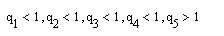 q₁ < 1, q₂ < 1, q₃ < 1, q₄ < 1, q₅ > 1